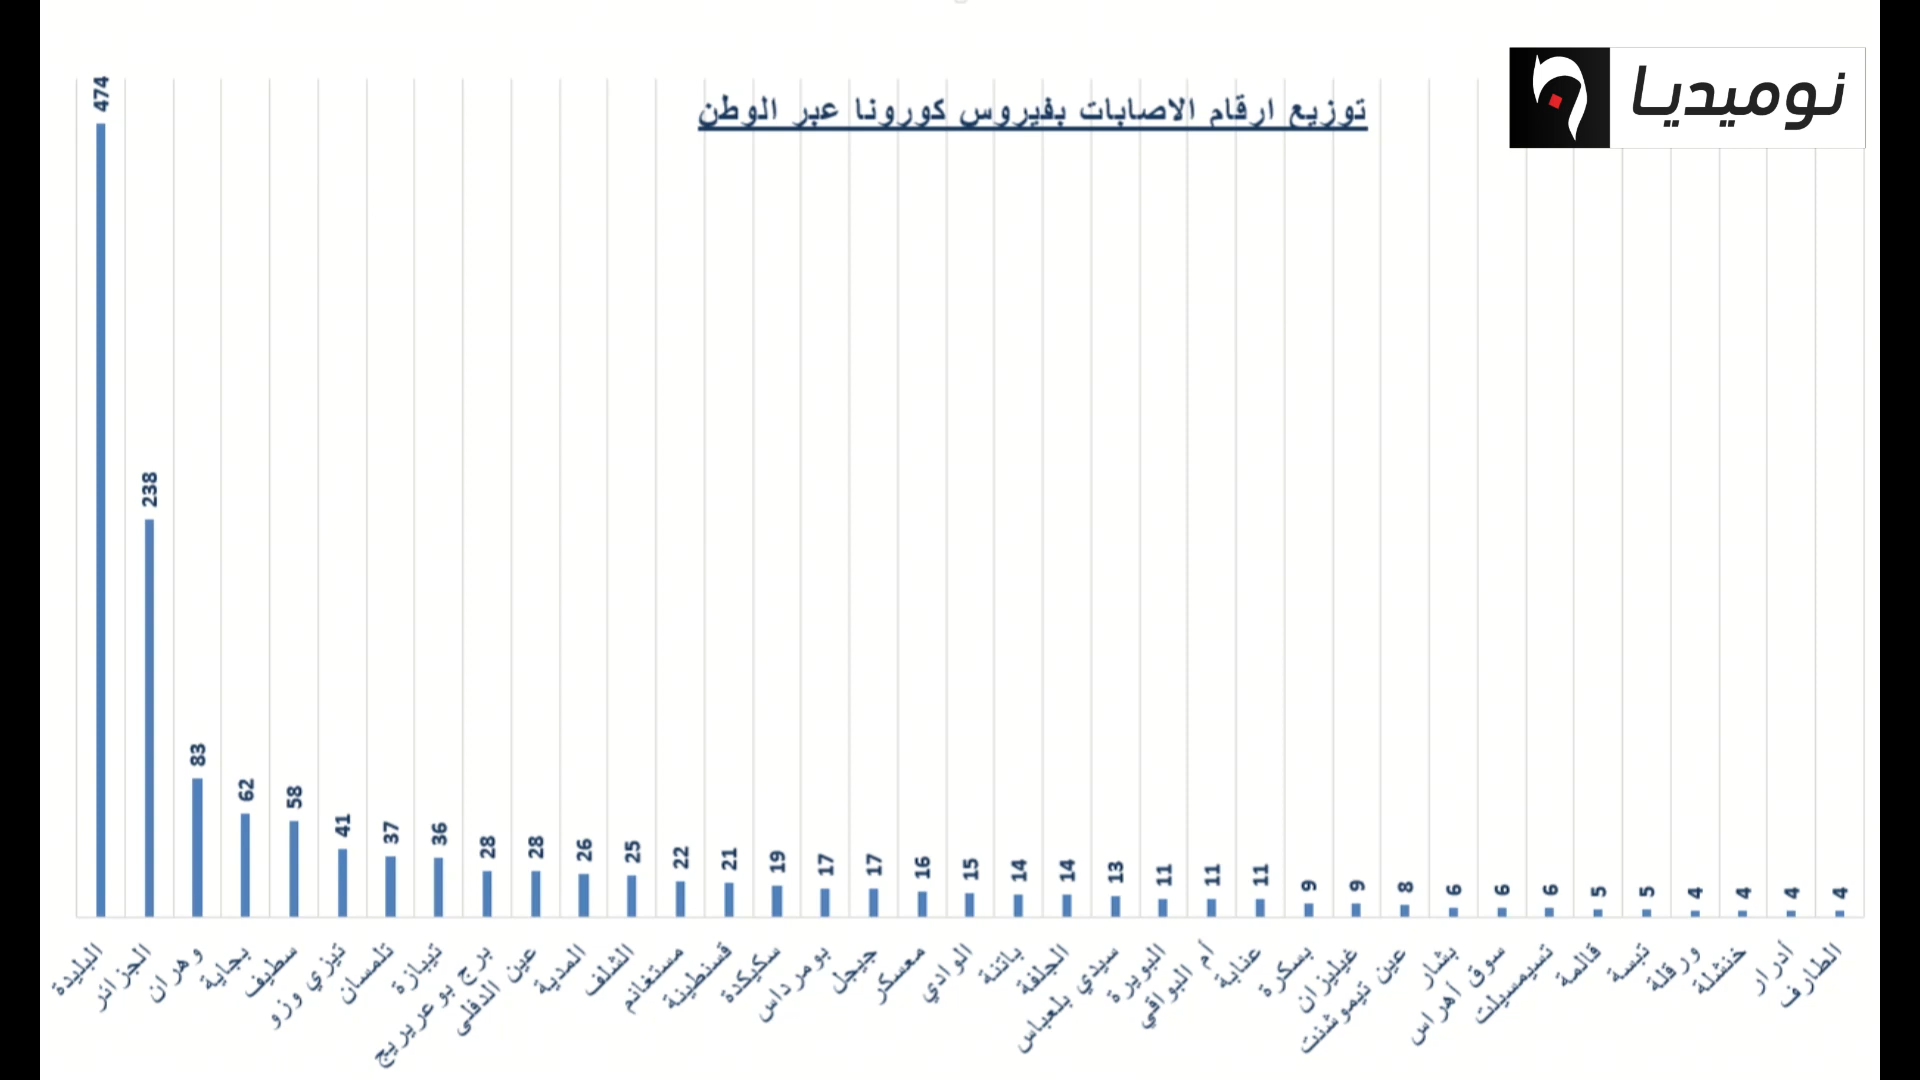 نوميديا
توزيع ارقام الاصابات بفيروس كورونا عبر الوطن
474
238
83
62
58
41
37
36
28
28
26
25
22
21
19
17
17
16
15
14
14
13
11
11
11
9
9
8
6
6
6
5
5
4
4
4
4
البليدة
الجزائر
وهران
بجاية
سطيف
تيزي وزو
تلمسان
تيبازة
برج بوعريريج
عين الدفلى
المدية
الشلف
مستغانم
قسنطينة
سكيكدة
بومرداس
جيجل
معسكر
الوادي
باتنة
الجلفة
سيدي بلعباس
البويرة
أم البواقي
عنابة
بسكرة
غيليزان
عين تيموشنت
بشار
سوق أهراس
تسيمسيلت
قالمة
تبسة
ورقلة
خنشلة
أدرار
الطارف